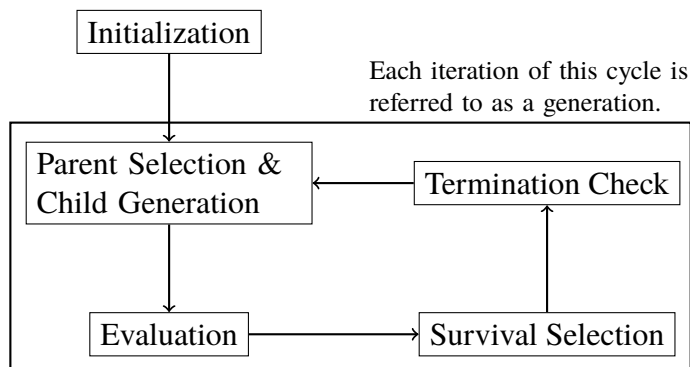 Initialization
Each iteration of this cycle is
referred to as a generation.
Parent Selection &
Child Generation
Termination Check
Evaluation
Survival Selection